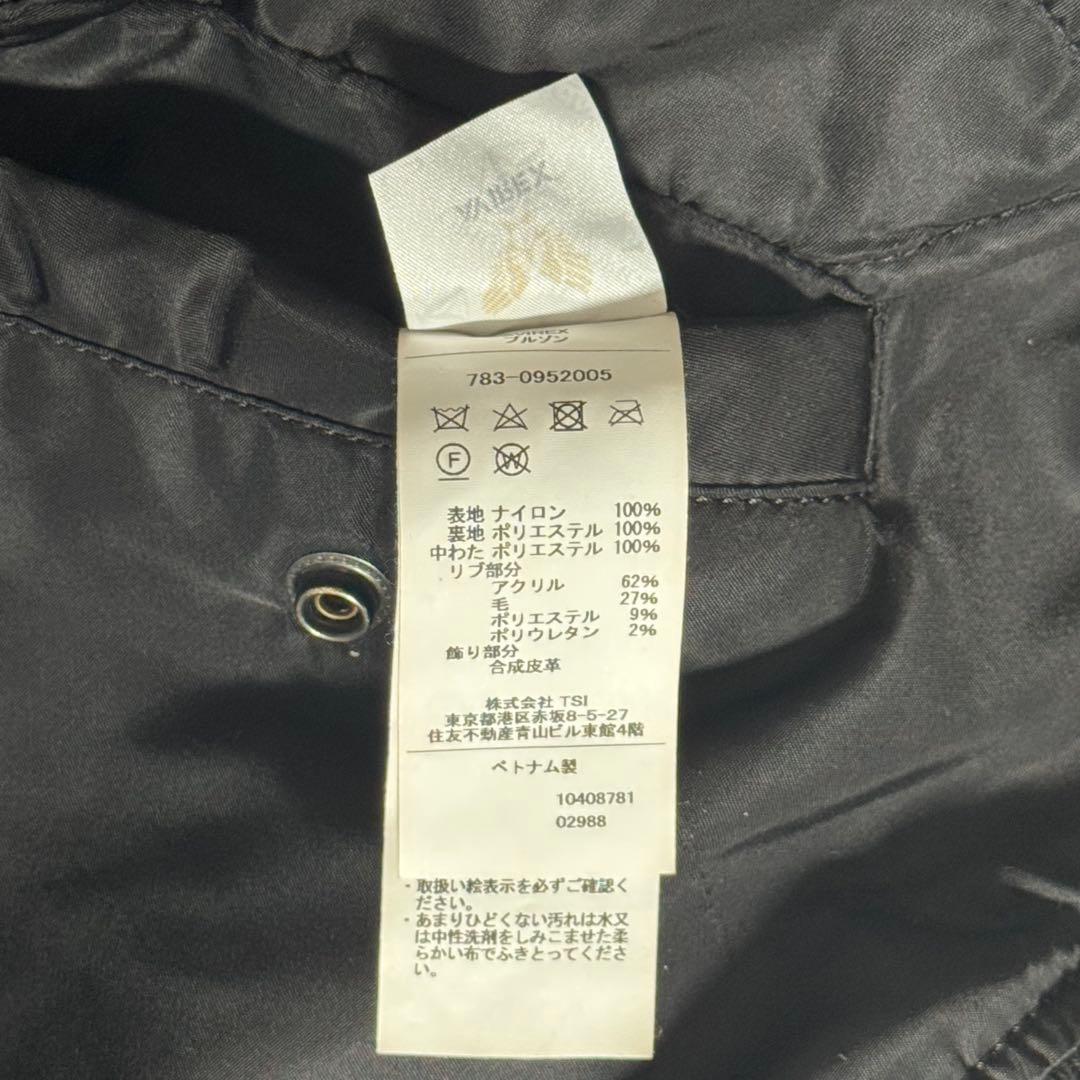 AVIREX
AVIREX
ブルゾン
783-0952005
F
W
表地 ナイロン 100%
裏地 ポリエステル 100%
中わた ポリエステル 100%
リブ部分
アクリル 62%
毛 27%
ポリエステル 9%
ポリウレタン 2%
飾り部分
合成皮革
株式会社 TSI
東京都港区赤坂8-5-27
住友不動産青山ビル東館4階
ベトナム製
10408781
02988
・取扱い絵表示を必ずご確認く
ださい。
・あまりひどくない汚れは水又
は中性洗剤をしみこませた柔
らかい布でふきとってくださ
い。